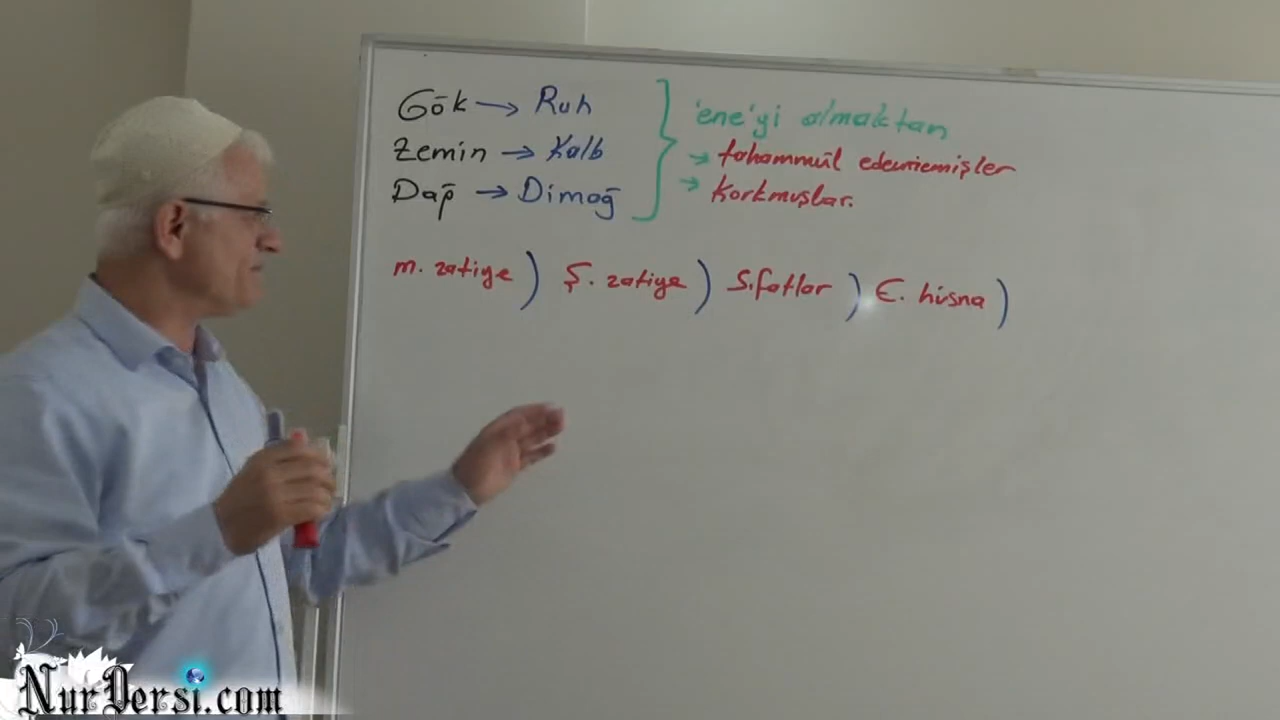 Gök → Ruh
Zemin → Kalb
Dağ → Dimağ
'ene'yi almaktan
→ tahammül edememişler
→ korkmuşlar.
m. zatiye ) Ş. zatiye ) Sıfatlar ) E. hüsna )
NurDersi.com